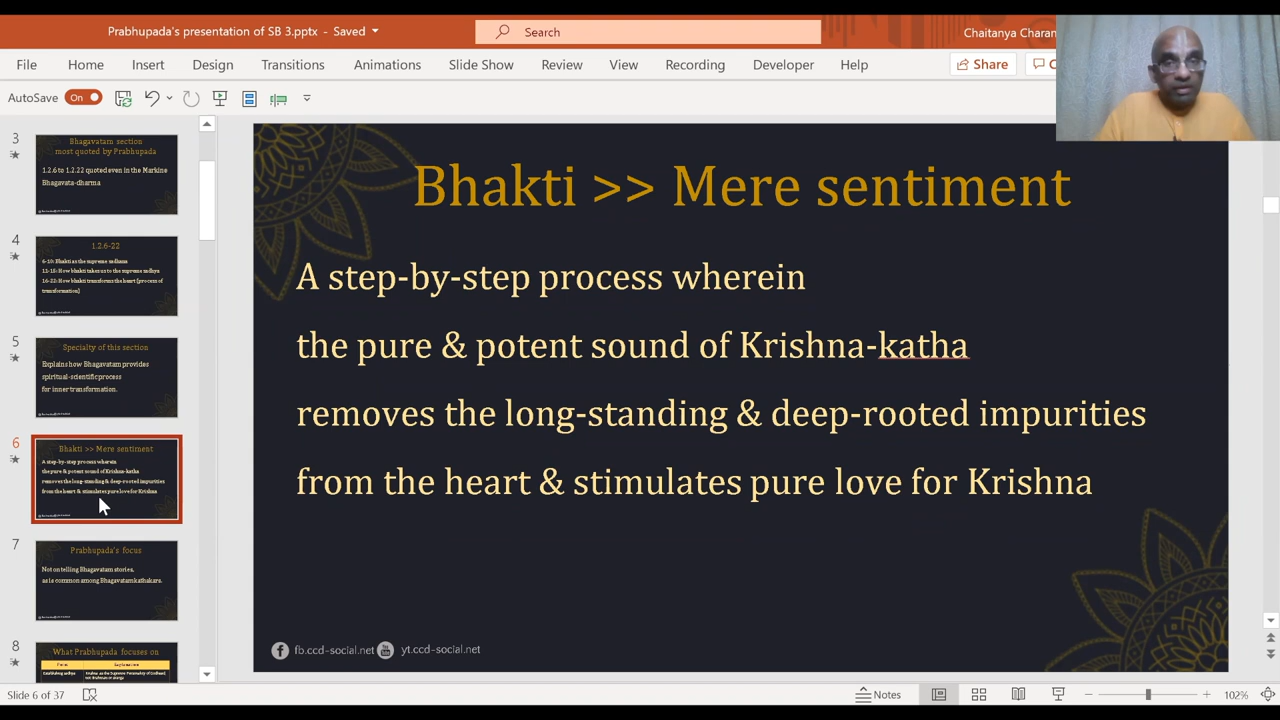 Prabhupada's presentation of SB 3.pptx - Saved
Search
Chaitanya Charan
File Home Insert Design Transitions Animations Slide Show Review View Recording Developer Help
Share
AutoSave On
3
Bhagavatam section
most quoted by Prabhupada
1.2.6 to 1.2.22 quoted even in the Markine
Bhagavata-dharma
4
1.2.6-22
6-10: Bhakti as the supreme sadhana
11-15: How bhakti takes us to the supreme sadhya
16-22: How bhakti transforms the heart (process of
transformation)
5
Specialty of this section
Explains how Bhagavatam provides
spiritual-scientific process
for inner transformation.
6
Bhakti >> Mere sentiment
A step-by-step process wherein
the pure & potent sound of Krishna-katha
removes the long-standing & deep-rooted impurities
from the heart & stimulates pure love for Krishna
7
Prabhupada's focus
Not on telling Bhagavatam stories,
as is common among Bhagavatam kathakars.
8
What Prabhupada focuses on
Point Explanation
Bhakti >> Mere sentiment
A step-by-step process wherein
the pure & potent sound of Krishna-katha
removes the long-standing & deep-rooted impurities
from the heart & stimulates pure love for Krishna
fb.ccd-social.net yt.ccd-social.net
Slide 6 of 37
Notes
102%